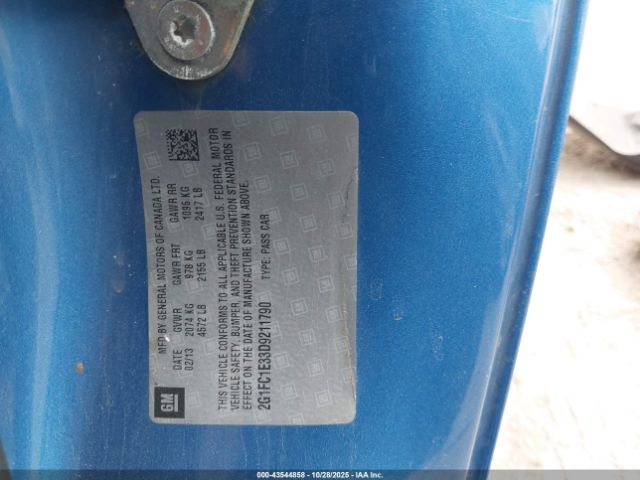 MFD BY GENERAL MOTORS OF CANADA LTD.
DATE GVWR GAWR FRT GAWR RR
02/13 2074 KG 978 KG 1095 KG
4572 LB 2155 LB 2417 LB
THIS VEHICLE CONFORMS TO ALL APPLICABLE U.S. FEDERAL MOTOR
VEHICLE SAFETY, BUMPER, AND THEFT PREVENTION STANDARDS IN
EFFECT ON THE DATE OF MANUFACTURE SHOWN ABOVE.
2G1FC1E33D9211790 TYPE: PASS CAR
GM
000-43544858 - 10/28/2025 - IAAI.com